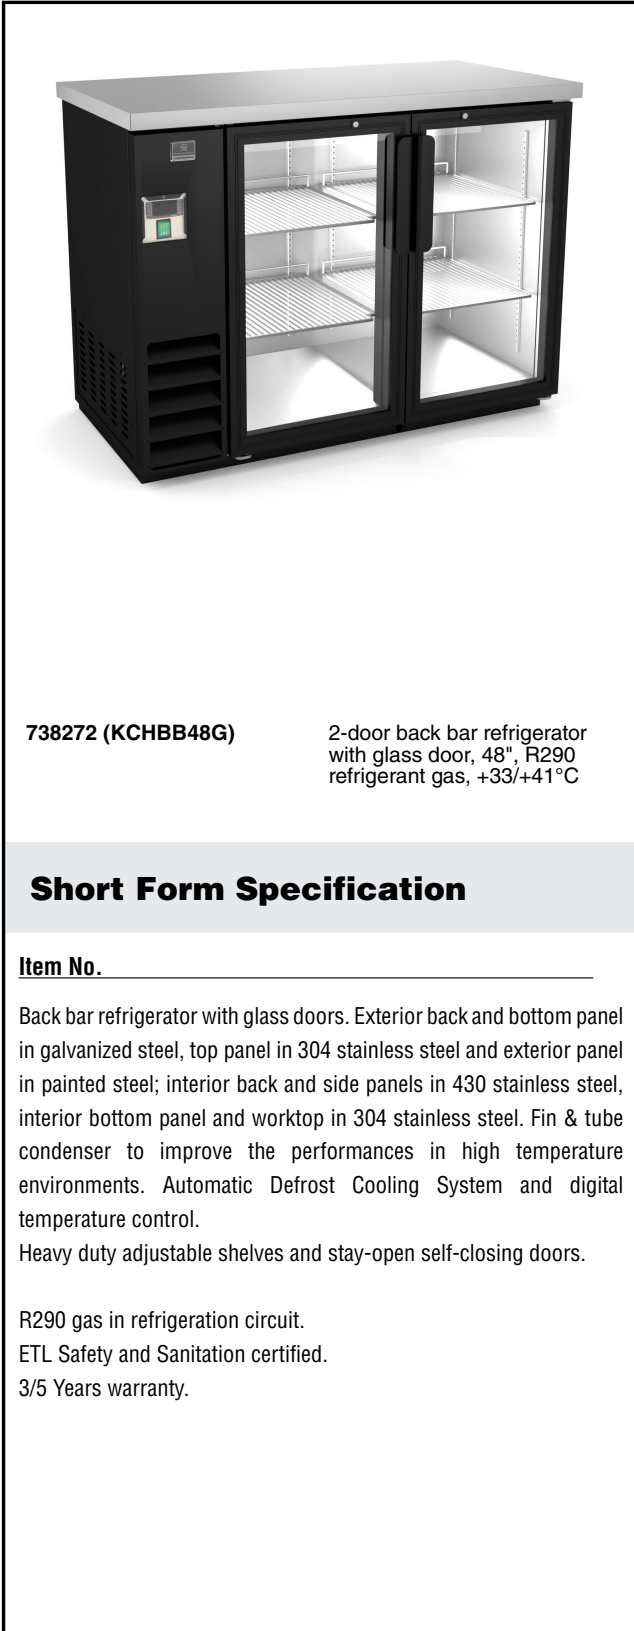 738272 (KCHBB48G)
2-door back bar refrigerator
with glass door, 48", R290
refrigerant gas, +33/+41°C
Short Form Specification
Item No.
Back bar refrigerator with glass doors. Exterior back and bottom panel
in galvanized steel, top panel in 304 stainless steel and exterior panel
in painted steel; interior back and side panels in 430 stainless steel,
interior bottom panel and worktop in 304 stainless steel. Fin & tube
condenser to improve the performances in high temperature
environments. Automatic Defrost Cooling System and digital
temperature control.
Heavy duty adjustable shelves and stay-open self-closing doors.
R290 gas in refrigeration circuit.
ETL Safety and Sanitation certified.
3/5 Years warranty.